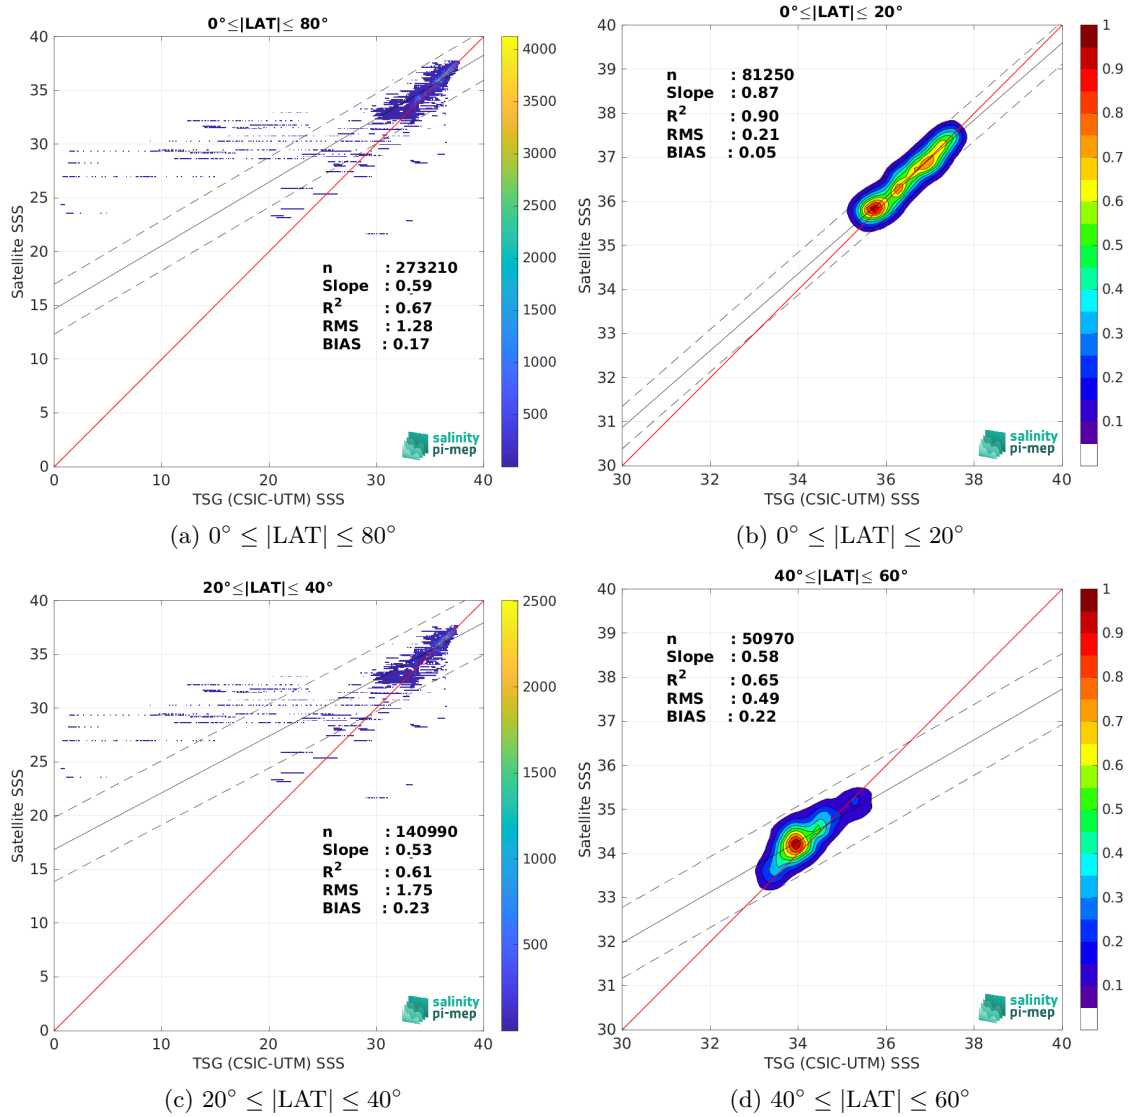 0°≤|LAT|≤ 80°
Satellite SSS
40
35
30
25
20
15
10
5
0
0 10 20 30 40
TSG (CSIC-UTM) SSS
n : 273210
Slope : 0.59
R2 : 0.67
RMS : 1.28
BIAS : 0.17
salinity
pi-mep
4000
3500
3000
2500
2000
1500
1000
500
(a) 0° ≤ |LAT| ≤ 80°
0°≤|LAT|≤ 20°
Satellite SSS
40
39
38
37
36
35
34
33
32
31
30
30 32 34 36 38 40
TSG (CSIC-UTM) SSS
n : 81250
Slope : 0.87
R2 : 0.90
RMS : 0.21
BIAS : 0.05
salinity
pi-mep
1
0.9
0.8
0.7
0.6
0.5
0.4
0.3
0.2
0.1
(b) 0° ≤ |LAT| ≤ 20°
20°≤|LAT|≤ 40°
Satellite SSS
40
35
30
25
20
15
10
5
0
0 10 20 30 40
TSG (CSIC-UTM) SSS
n : 140990
Slope : 0.53
R2 : 0.61
RMS : 1.75
BIAS : 0.23
salinity
pi-mep
2500
2000
1500
1000
500
(c) 20° ≤ |LAT| ≤ 40°
40°≤|LAT|≤ 60°
Satellite SSS
40
39
38
37
36
35
34
33
32
31
30
30 32 34 36 38 40
TSG (CSIC-UTM) SSS
n : 50970
Slope : 0.58
R2 : 0.65
RMS : 0.49
BIAS : 0.22
salinity
pi-mep
1
0.9
0.8
0.7
0.6
0.5
0.4
0.3
0.2
0.1
(d) 40° ≤ |LAT| ≤ 60°